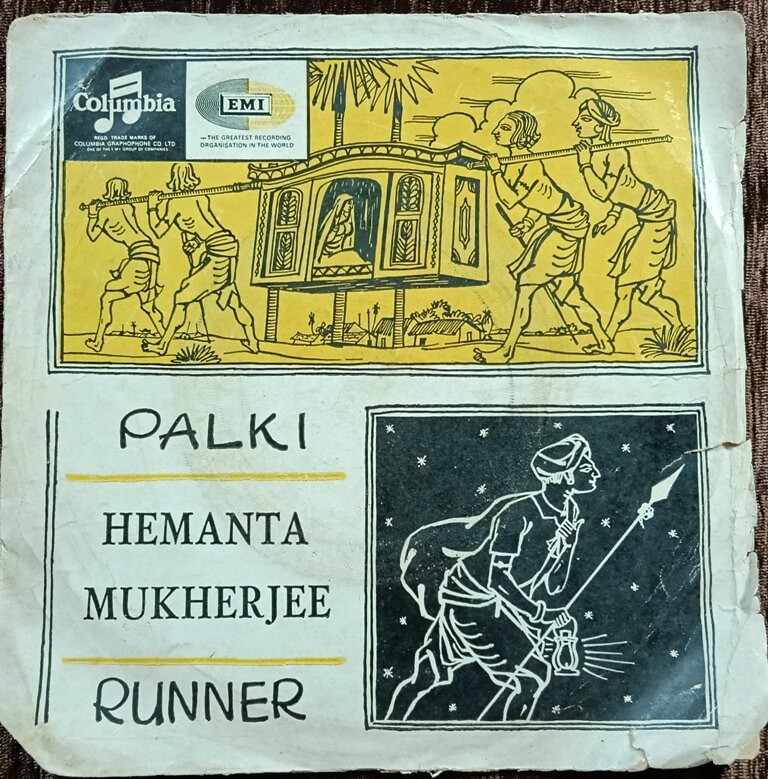 Columbia
REGD. TRADE MARKS OF
COLUMBIA GRAPHOPHONE CO. LTD
ONE OF THE E.M.I. GROUP OF COMPANIES
EMI
THE GREATEST RECORDING
ORGANISATION IN THE WORLD
PALKI
HEMANTA
MUKHERJEE
RUNNER